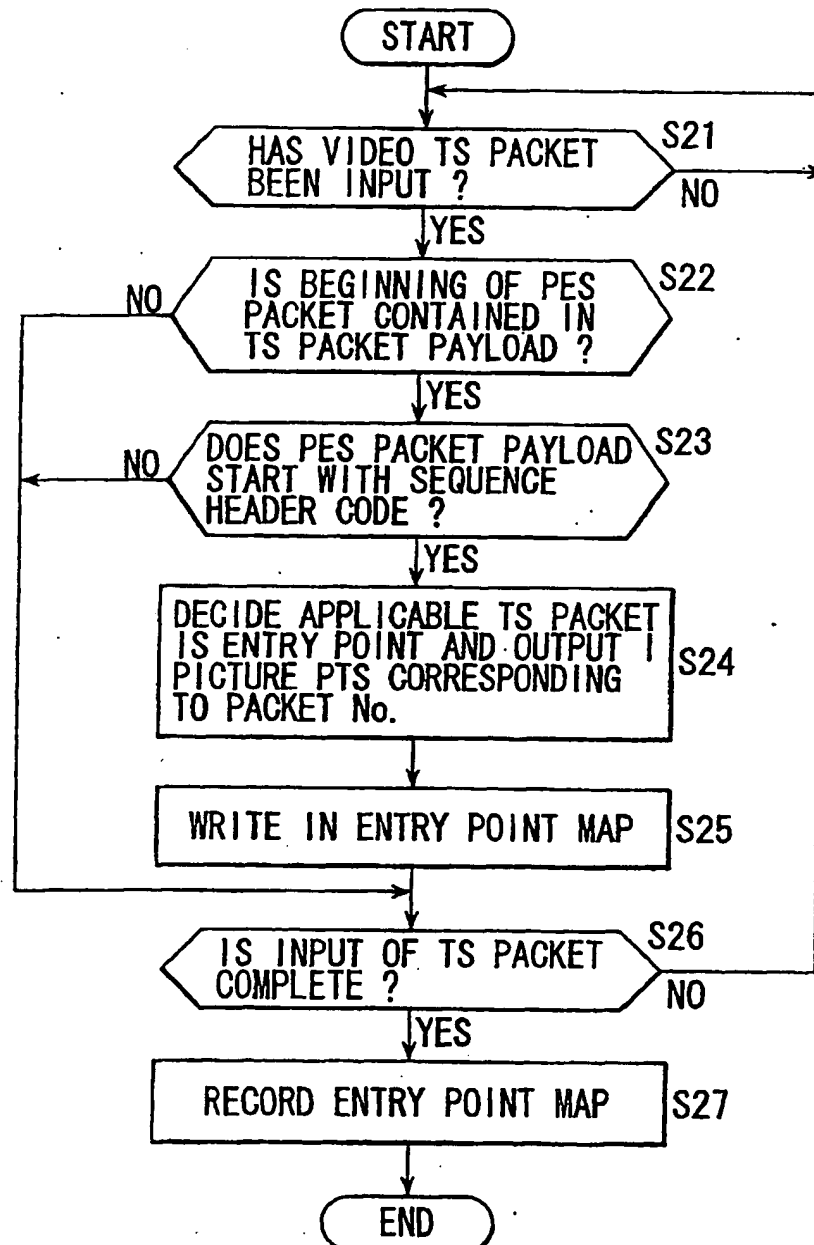 START
S21
HAS VIDEO TS PACKET
BEEN INPUT ?
NO
YES
S22
NO
IS BEGINNING OF PES
PACKET CONTAINED IN
TS PACKET PAYLOAD ?
YES
S23
NO
DOES PES PACKET PAYLOAD
START WITH SEQUENCE
HEADER CODE ?
YES
DECIDE APPLICABLE TS PACKET
IS ENTRY POINT AND OUTPUT I
PICTURE PTS CORRESPONDING
TO PACKET No.
S24
WRITE IN ENTRY POINT MAP
S25
S26
IS INPUT OF TS PACKET
COMPLETE ?
NO
YES
RECORD ENTRY POINT MAP
S27
END